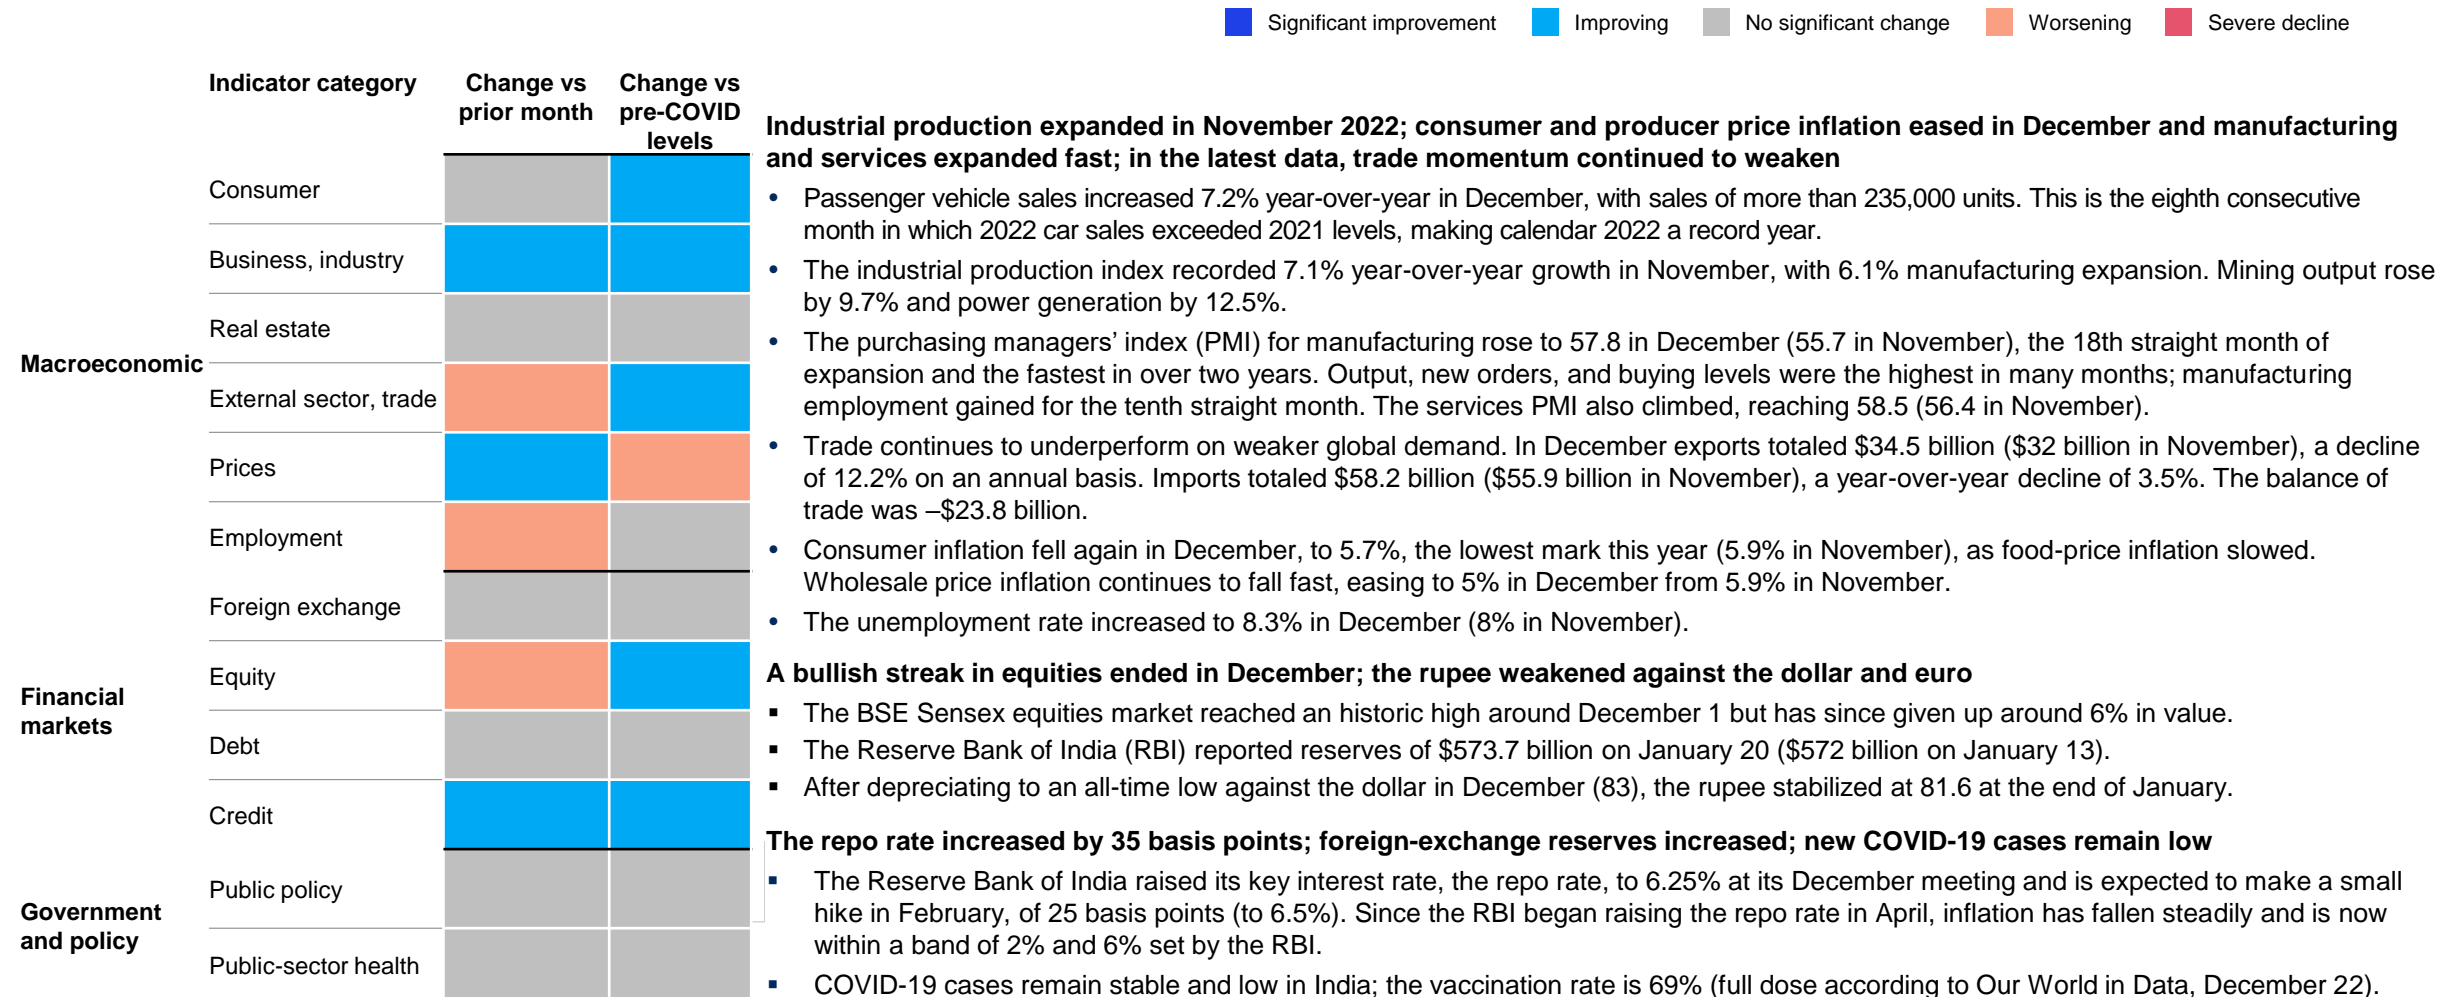 Significant improvement
Improving
No significant change
Worsening
Severe decline
Indicator category
Change vs
prior month
Change vs
pre-COVID
levels
Macroeconomic
Consumer
Business, industry
Real estate
External sector, trade
Prices
Employment
Financial
markets
Foreign exchange
Equity
Debt
Credit
Government
and policy
Public policy
Public-sector health
Industrial production expanded in November 2022; consumer and producer price inflation eased in December and manufacturing
and services expanded fast; in the latest data, trade momentum continued to weaken
• Passenger vehicle sales increased 7.2% year-over-year in December, with sales of more than 235,000 units. This is the eighth consecutive
month in which 2022 car sales exceeded 2021 levels, making calendar 2022 a record year.
• The industrial production index recorded 7.1% year-over-year growth in November, with 6.1% manufacturing expansion. Mining output rose
by 9.7% and power generation by 12.5%.
• The purchasing managers’ index (PMI) for manufacturing rose to 57.8 in December (55.7 in November), the 18th straight month of
expansion and the fastest in over two years. Output, new orders, and buying levels were the highest in many months; manufacturing
employment gained for the tenth straight month. The services PMI also climbed, reaching 58.5 (56.4 in November).
• Trade continues to underperform on weaker global demand. In December exports totaled $34.5 billion ($32 billion in November), a decline
of 12.2% on an annual basis. Imports totaled $58.2 billion ($55.9 billion in November), a year-over-year decline of 3.5%. The balance of
trade was –$23.8 billion.
• Consumer inflation fell again in December, to 5.7%, the lowest mark this year (5.9% in November), as food-price inflation slowed.
Wholesale price inflation continues to fall fast, easing to 5% in December from 5.9% in November.
• The unemployment rate increased to 8.3% in December (8% in November).
A bullish streak in equities ended in December; the rupee weakened against the dollar and euro
▪ The BSE Sensex equities market reached an historic high around December 1 but has since given up around 6% in value.
▪ The Reserve Bank of India (RBI) reported reserves of $573.7 billion on January 20 ($572 billion on January 13).
▪ After depreciating to an all-time low against the dollar in December (83), the rupee stabilized at 81.6 at the end of January.
The repo rate increased by 35 basis points; foreign-exchange reserves increased; new COVID-19 cases remain low
▪ The Reserve Bank of India raised its key interest rate, the repo rate, to 6.25% at its December meeting and is expected to make a small
hike in February, of 25 basis points (to 6.5%). Since the RBI began raising the repo rate in April, inflation has fallen steadily and is now
within a band of 2% and 6% set by the RBI.
▪ COVID-19 cases remain stable and low in India; the vaccination rate is 69% (full dose according to Our World in Data, December 22).